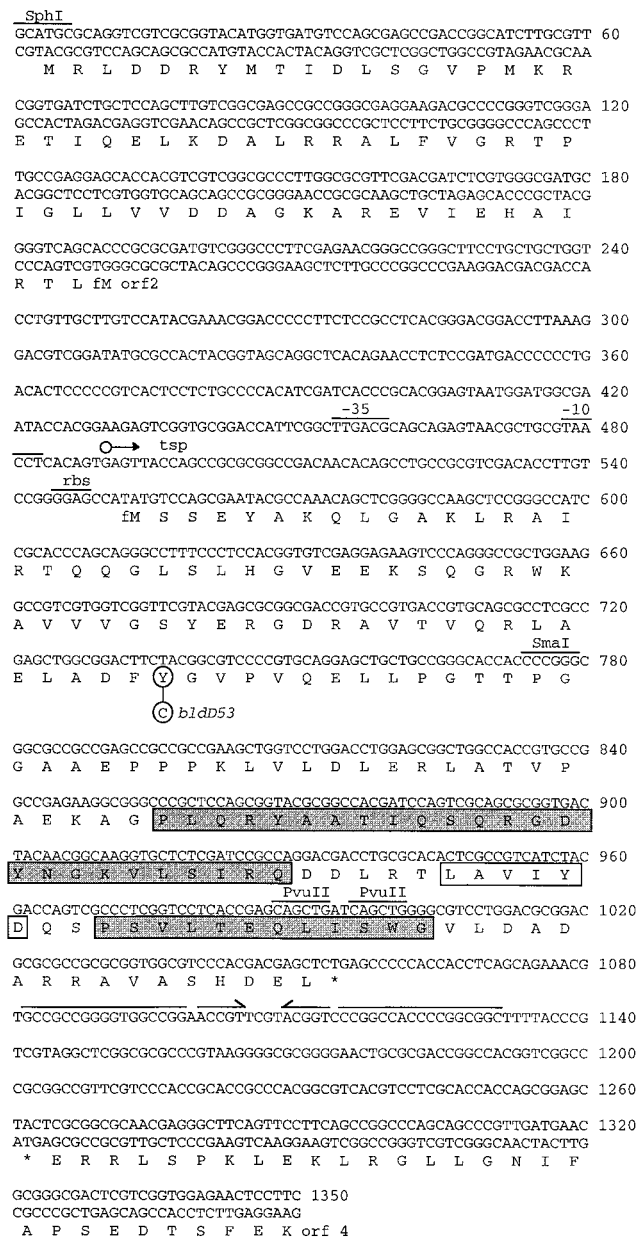 SphI
GCATGCGCAGGTCGTCGCGGTACATGGTGATGTCCAGCGAGCCGACCGGCATCTTGCGTT 60
CGTACGCGTCCAGCAGCGCCATGTACCACTACAGGTCGCTCGGCTGGCCGTAGAACGCAA
M R L D D R Y M T I D L S G V P M K R
CGGTGATCTGCTCCAGCTTGTCGGCGAGCCGCCGGGCGAGGAAGACGCCCCGGGTCGGGA 120
GCCACTAGACGAGGTCGAACAGCCGCTCGGCGGCCCGCTCCTTCTGCGGGGCCCAGCCCT
E T I Q E L K D A L R R A L F V G R T P
TGCCGAGGAGCACCACGTCGTCGGCGCCCTTGGCGCGTTCGACGATCTCGTGGGCGATGC 180
ACGGCTCCTCGTGGTGCAGCAGCCGCGGGAACCGCGCAAGCTGCTAGAGCACCCGCTACG
I G L L V V D D A G K A R E V I E H A I
GGGTCAGCACCCGCGCGATGTCGGGCCCTTCGAGAACGGGCCGGGCTTCCTGCTGCTGGT 240
CCCAGTCGTGGGCGCGCTACAGCCCGGGAAGCTCTTGCCCGGCCCGAAGGACGACGACCA
R T L fM orf2
CCTGTTGCTTGTCCATACGAAACGGACCCCCTTCTCCGCCTCACGGGACGGACCTTAAAG 300
GACGTCGGATATGCGCCACTACGGTAGCAGGCTCACAGAACCTCTCCGATGACCCCCCTG 360
ACACTCCCCCGTCACTCCTCTGCCCCACATCGATCACCCGCACGGAGTAATGGATGGCGA 420
-35 -10
ATACCACGGAAGAGTCGGTGCGGACCATTCGGCTTGACGCAGCAGAGTAACGCTGCGTAA 480
tsp
CCTCACAGTGAGTTACCAGCCGCGCGGCCGACAACACAGCCTGCCGCGTCGACACCTTGT 540
rbs
CCGGGGAGCCATATGTCCAGCGAATACGCCAAACAGCTCGGGGCCAAGCTCCGGGCCATC 600
fM S S E Y A K Q L G A K L R A I
CGCACCCAGCAGGGCCTTTCCCTCCACGGTGTCGAGGAGAAGTCCCAGGGCCGCTGGAAG 660
R T Q Q G L S L H G V E E K S Q G R W K
GCCGTCGTGGTCGGTTCGTACGAGCGCGGCGACCGTGCCGTGACCGTGCAGCGCCTCGCC 720
A V V V G S Y E R G D R A V T V Q R L A
SmaI
GAGCTGGCGGACTTCTACGGCGTCCCCGTGCAGGAGCTGCTGCCGGGCACCACCCCGGGC 780
E L A D F Y G V P V Q E L L P G T T P G
C bldD53
GGCGCCGCCGAGCCGCCGCCGAAGCTGGTCCTGGACCTGGAGCGGCTGGCCACCGTGCCG 840
G A A E P P P K L V L D L E R L A T V P
GCCGAGAAGGCGGGCCCGCTCCAGCGGTACGCGGCCACGATCCAGTCGCAGCGCGGTGAC 900
A E K A G P L Q R Y A A T I Q S Q R G D
TACAACGGCAAGGTGCTCTCGATCCGCCAGGACGACCTGCGCACACTCGCCGTCATCTAC 960
Y N G K V L S I R Q D D L R T L A V I Y
PvuII PvuII
GACCAGTCGCCCTCGGTCCTCACCGAGCAGCTGATCAGCTGGGGCGTCCTGGACGCGGAC 1020
D Q S P S V L T E Q L I S W G V L D A D
GCGCGCCGCGCGGTGGCGTCCCACGACGAGCTCTGAGCCCCCACCACCTCAGCAGAAACG 1080
A R R A V A S H D E L *
TGCCGCCGGGGTGGCCGGAACCGTTCGTACGGTCCCGGCCACCCCGGCGGCTTTTACCCG 1140
TCGTAGGCTCGGCGCGCCCGTAAGGGGCGCGGGGAACTGCGCGACCGGCCACGGTCGGCC 1200
CGCGGCCGTTCGTCCCACCGCACCGCCCACGGCGTCACGTCCTCGCACCACCAGCGGAGC 1260
TACTCGCGGCGCAACGAGGGCTTCAGTTCCTTCAGCCGGCCCAGCAGCCCGTTGATGAAC 1320
ATGAGCGCCGCGTTGCTCCCGAAGTCAAGGAAGTCGGCCGGGTCGTCGGGCAACTACTTG
* E R R L S P K L E K L R G L L G N I F
GCGGGCGACTCGTCGGTGGAGAACTCCTTC 1350
CGCCCGCTGAGCAGCCACCTCTTGAGGAAG
A P S E D T S F E K orf 4